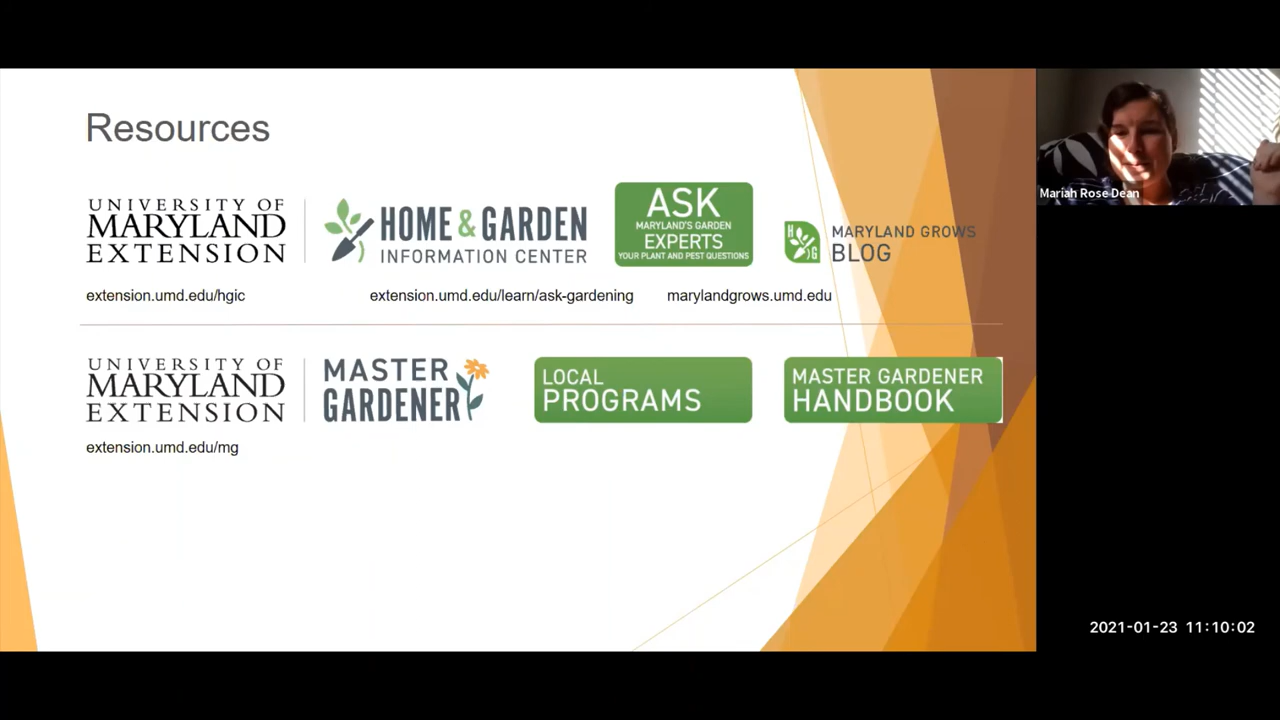 Resources
UNIVERSITY OF
MARYLAND
EXTENSION
HOME & GARDEN
INFORMATION CENTER
ASK
MARYLAND'S GARDEN
EXPERTS
YOUR PLANT AND PEST QUESTIONS
H G
MARYLAND GROWS
BLOG
extension.umd.edu/hgic
extension.umd.edu/learn/ask-gardening
marylandgrows.umd.edu
UNIVERSITY OF
MARYLAND
EXTENSION
MASTER
GARDENER
LOCAL
PROGRAMS
MASTER GARDENER
HANDBOOK
extension.umd.edu/mg
Mariah Rose Dean
2021-01-23 11:10:02